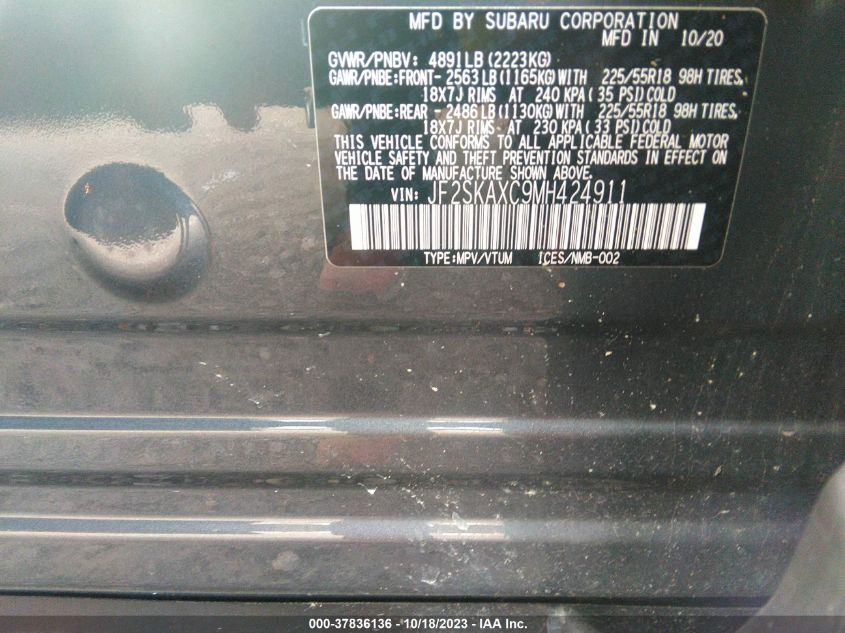 MFD BY SUBARU CORPORATION
MFD IN 10/20
GVWR/PNBV: 4891LB (2223KG)
GAWR/PNBE:FRONT- 2563LB (1165KG) WITH 225/55R18 98H TIRES,
18X7J RIMS AT 240 KPA( 35 PSI) COLD
GAWR/PNBE:REAR - 2486LB (1130KG) WITH 225/55R18 98H TIRES,
18X7J RIMS AT 230 KPA( 33 PSI) COLD
THIS VEHICLE CONFORMS TO ALL APPLICABLE FEDERAL MOTOR
VEHICLE SAFETY AND THEFT PREVENTION STANDARDS IN EFFECT ON
THE DATE OF MANUFACTURE SHOWN ABOVE.
VIN: JF2SKAXC9MH424911
TYPE:MPV/VTUM ICES/NMB-002
000-37836136 - 10/18/2023 - IAA Inc.